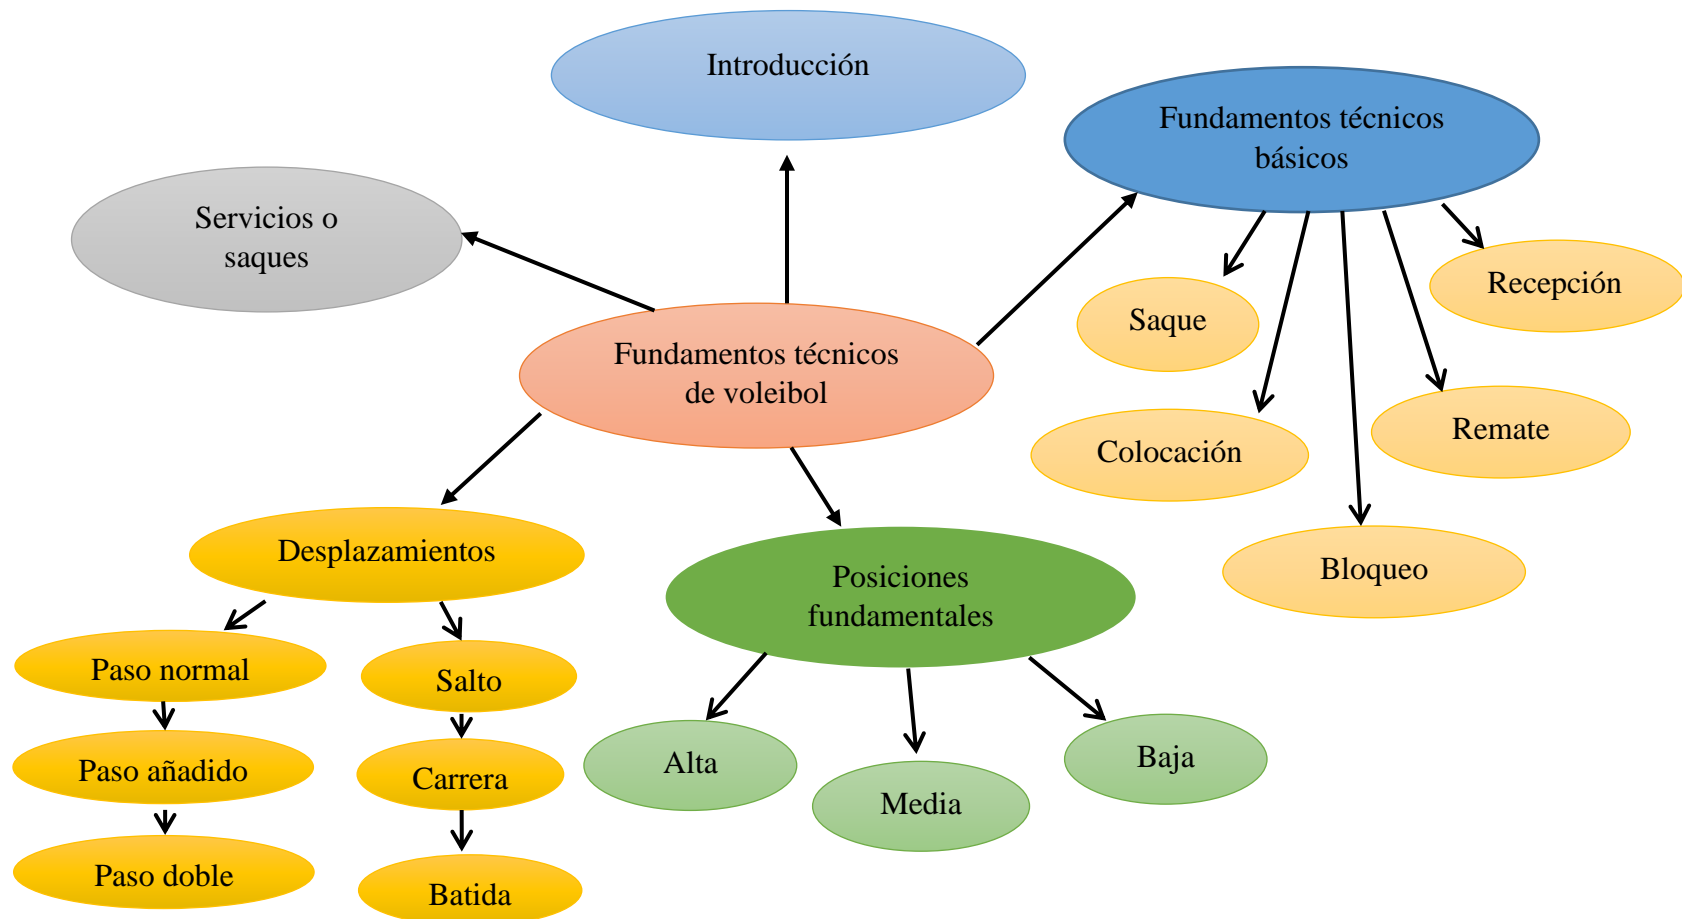 Introducción
Fundamentos técnicos
básicos
Servicios o
saques
Recepción
Saque
Fundamentos técnicos
de voleibol
Remate
Colocación
Desplazamientos
Posiciones
fundamentales
Bloqueo
Paso normal
Salto
Alta
Baja
Paso añadido
Carrera
Media
Paso doble
Batida